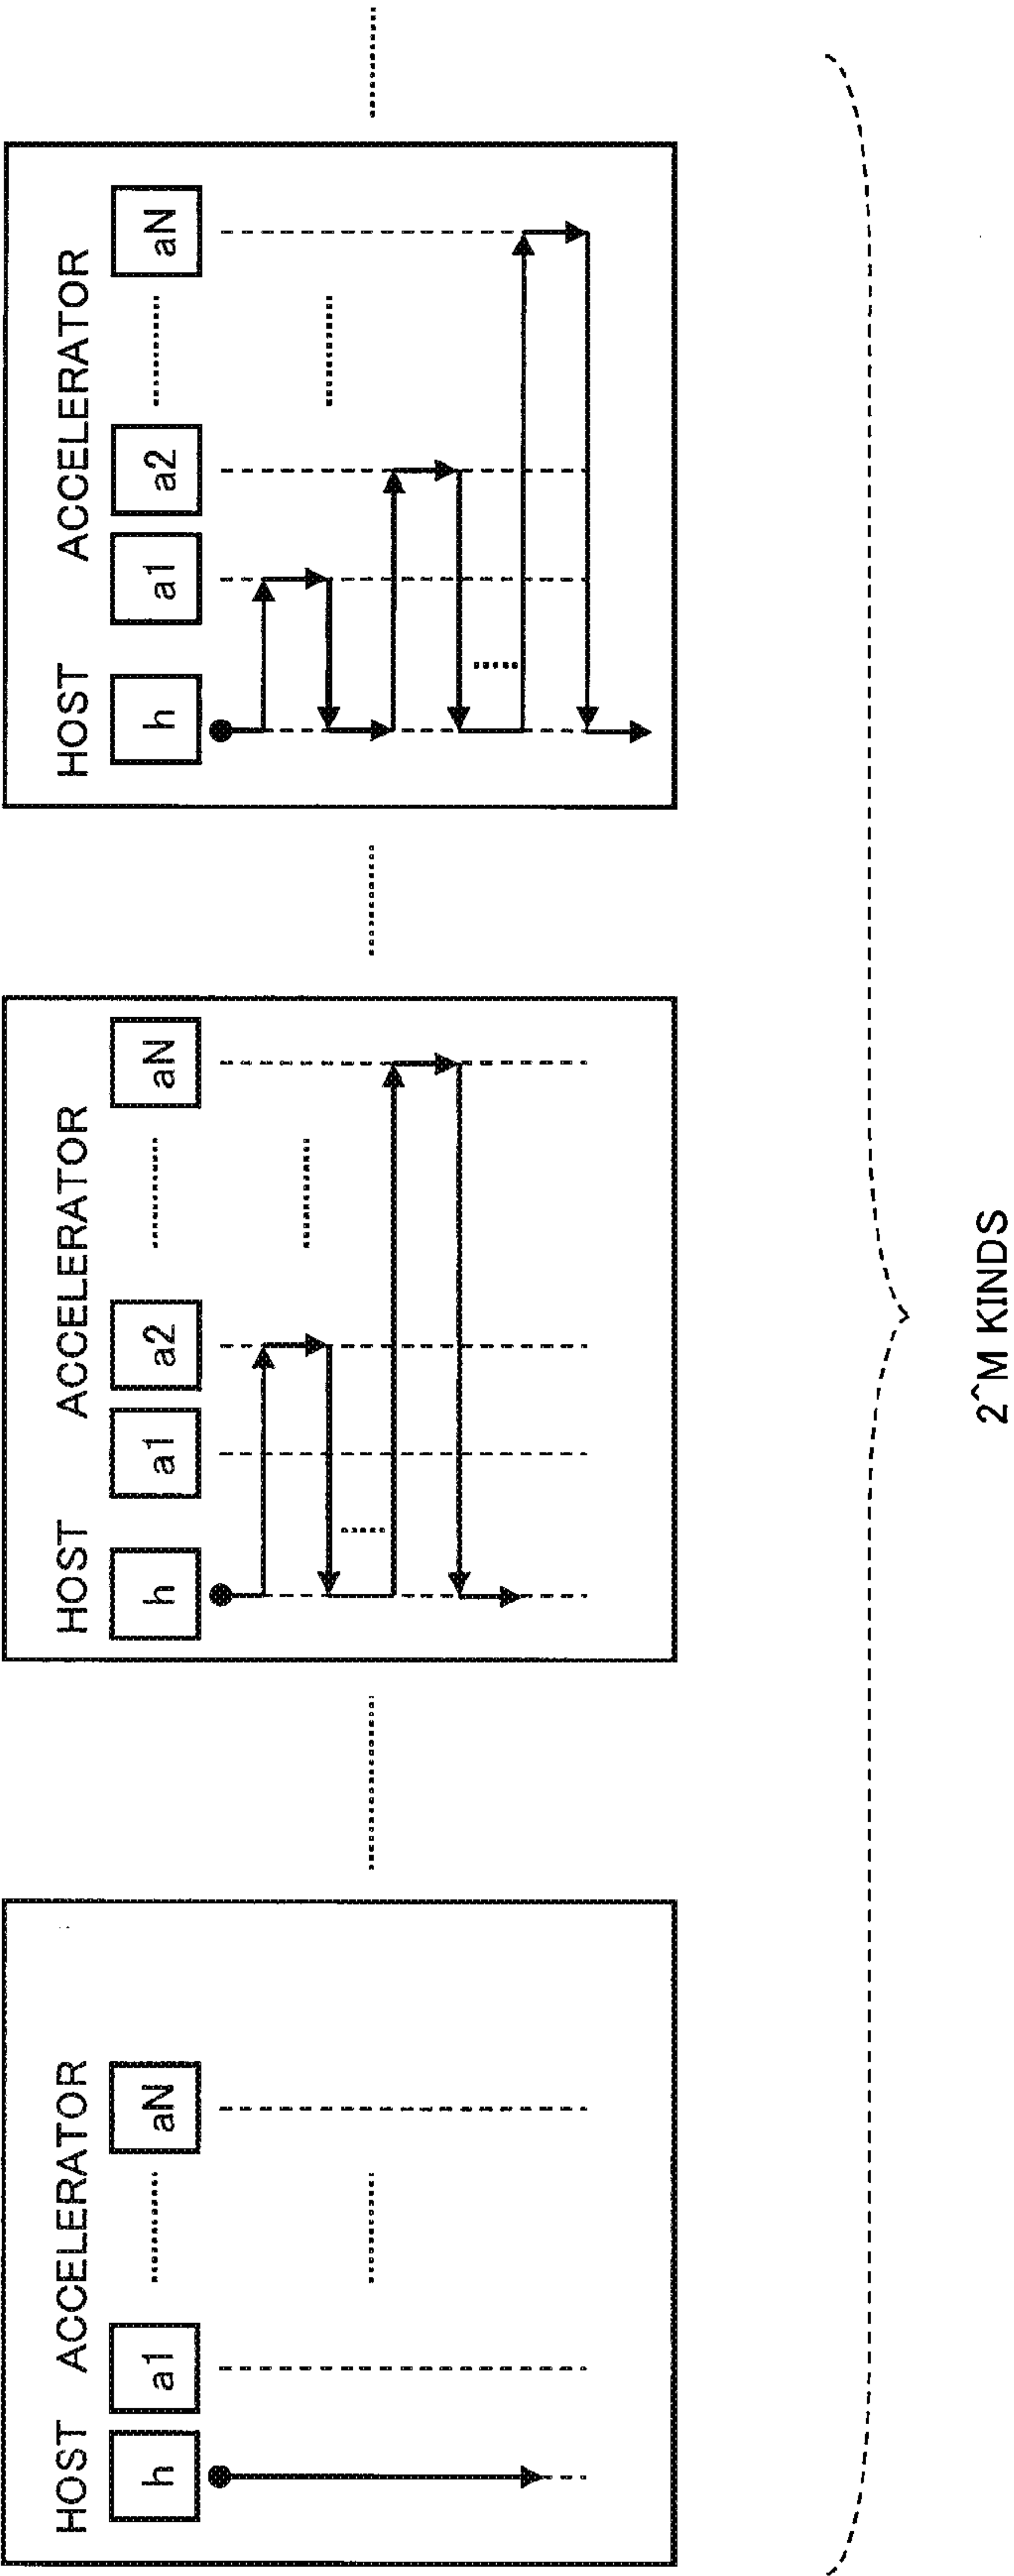 HOST ACCELERATOR
h a1 aN
HOST ACCELERATOR
h a1 a2 aN
HOST ACCELERATOR
h a1 a2 aN
2^M KINDS